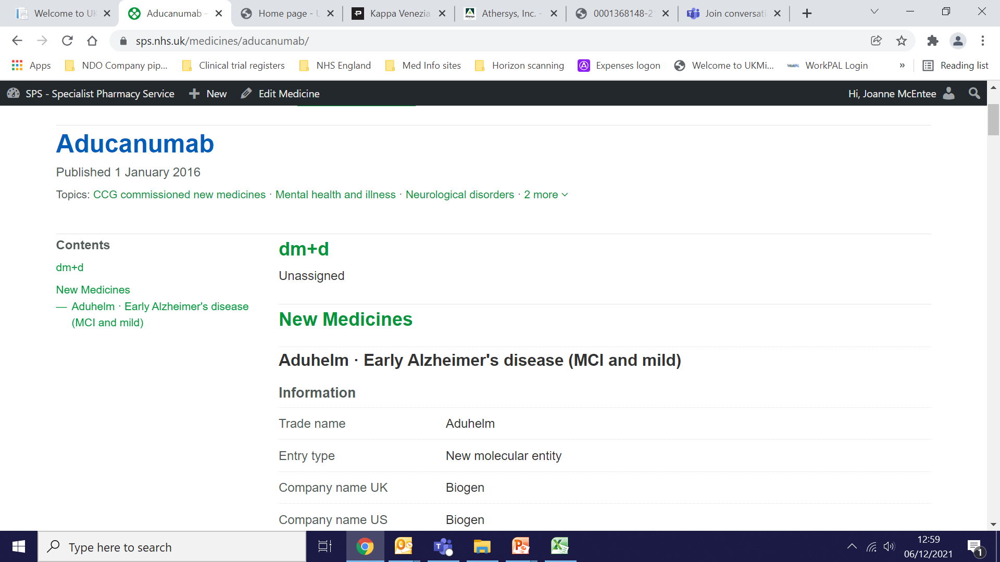 Welcome to UK
Aducanumab -
Home page - U
Kappa Venezia
Athersys, Inc. -
0001368148-2
Join conversati
sps.nhs.uk/medicines/aducanumab/
Apps
NDO Company pip...
Clinical trial registers
NHS England
Med Info sites
Horizon scanning
Expenses logon
Welcome to UKMi...
WorkPAL Login
»
Reading list
SPS - Specialist Pharmacy Service
New
Edit Medicine
Hi, Joanne McEntee
Aducanumab
Published 1 January 2016
Topics: CCG commissioned new medicines · Mental health and illness · Neurological disorders · 2 more
Contents
dm+d
New Medicines
— Aduhelm · Early Alzheimer's disease
(MCI and mild)
dm+d
Unassigned
New Medicines
Aduhelm · Early Alzheimer's disease (MCI and mild)
Information
Trade name Aduhelm
Entry type New molecular entity
Company name UK Biogen
Company name US Biogen
Type here to search
12:59
06/12/2021
1